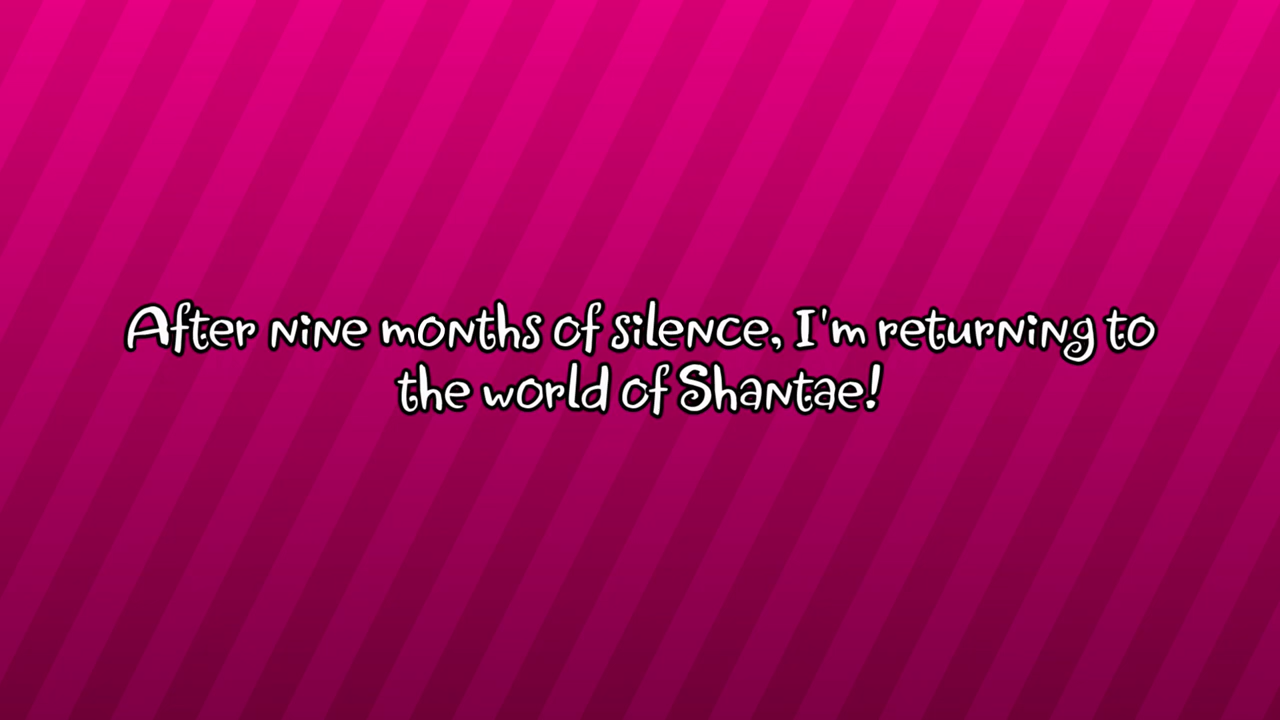 After nine months of silence, I'm returning to
the world of Shantae!